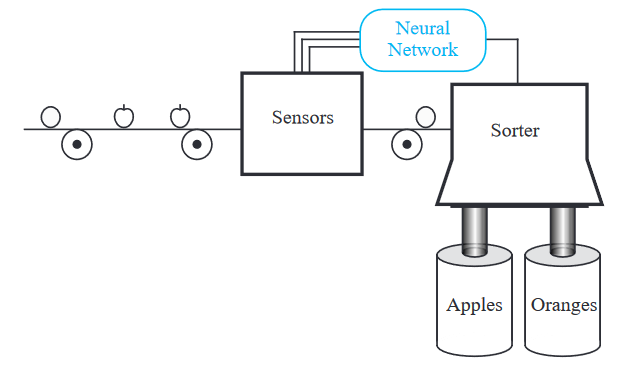 Neural
Network
Sensors
Sorter
Apples
Oranges